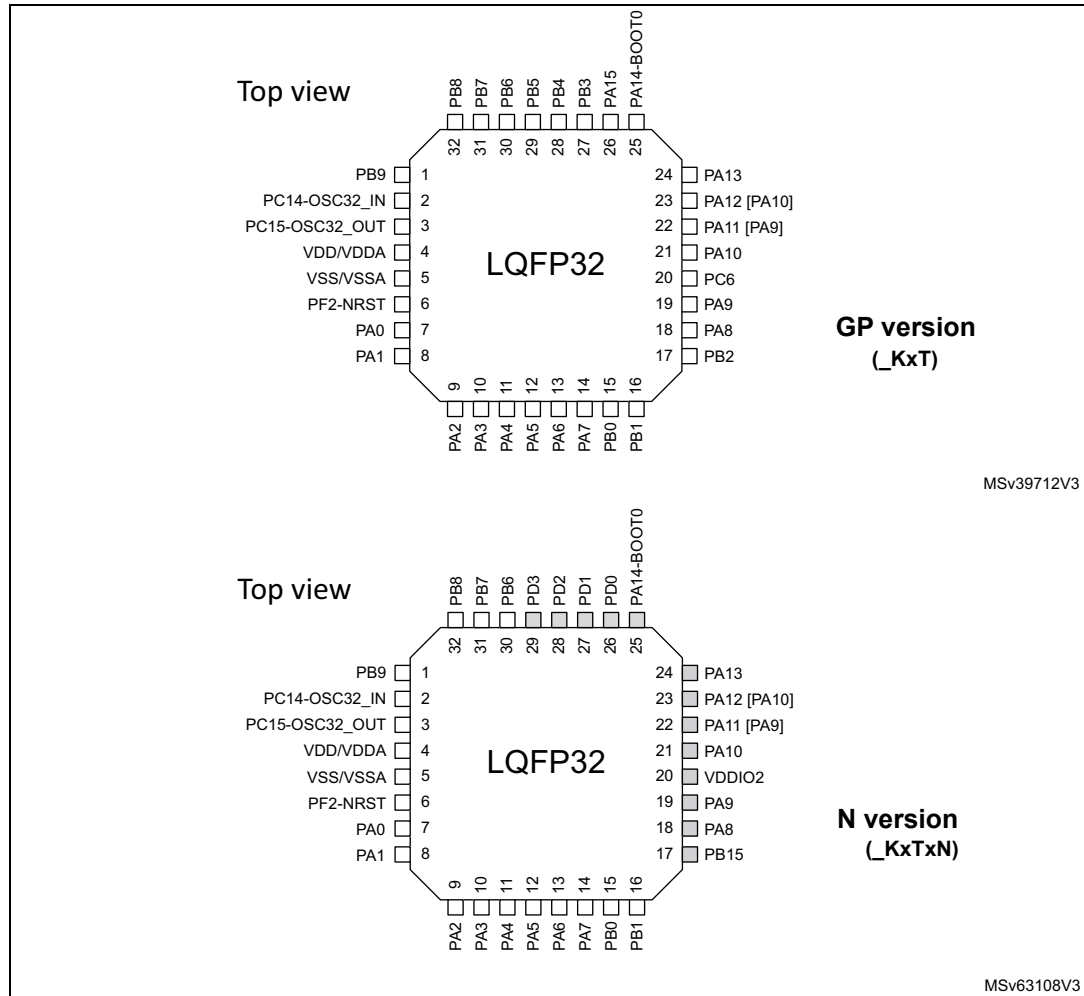 Top view
PB8
PB7
PB6
PB5
PB4
PB3
PA15
PA14-BOOT0
32
31
30
29
28
27
26
25
PB9 1
PC14-OSC32_IN 2
PC15-OSC32_OUT 3
VDD/VDDA 4
VSS/VSSA 5
PF2-NRST 6
PA0 7
PA1 8
LQFP32
24 PA13
23 PA12 [PA10]
22 PA11 [PA9]
21 PA10
20 PC6
19 PA9
18 PA8
17 PB2
GP version
(_KxT)
9
10
11
12
13
14
15
16
PA2
PA3
PA4
PA5
PA6
PA7
PB0
PB1
MSv39712V3
Top view
PB8
PB7
PB6
PD3
PD2
PD1
PD0
PA14-BOOT0
32
31
30
29
28
27
26
25
PB9 1
PC14-OSC32_IN 2
PC15-OSC32_OUT 3
VDD/VDDA 4
VSS/VSSA 5
PF2-NRST 6
PA0 7
PA1 8
LQFP32
24 PA13
23 PA12 [PA10]
22 PA11 [PA9]
21 PA10
20 VDDIO2
19 PA9
18 PA8
17 PB15
N version
(_KxTxN)
9
10
11
12
13
14
15
16
PA2
PA3
PA4
PA5
PA6
PA7
PB0
PB1
MSv63108V3